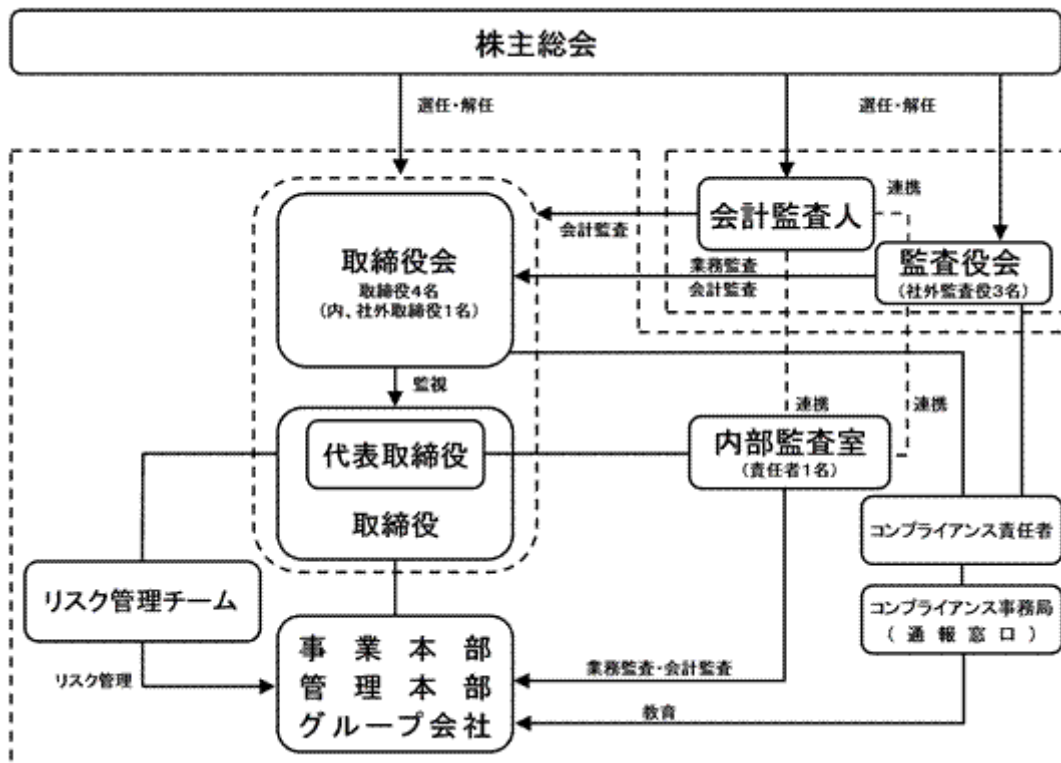 株主総会
選任・解任
選任・解任
会計監査人
連携
会計監査
取締役会
取締役4名
(内、社外取締役1名)
業務監査
会計監査
監査役会
(社外監査役3名)
監視
代表取締役
取締役
連携
連携
内部監査室
(責任者1名)
コンプライアンス責任者
リスク管理チーム
コンプライアンス事務局
(通報窓口)
リスク管理
事業本部
管理本部
グループ会社
業務監査・会計監査
教育